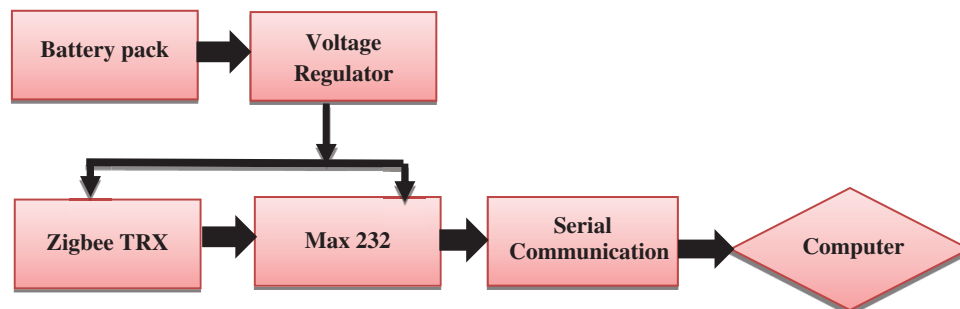 Battery pack
Voltage
Regulator
Zigbee TRX
Max 232
Serial
Communication
Computer